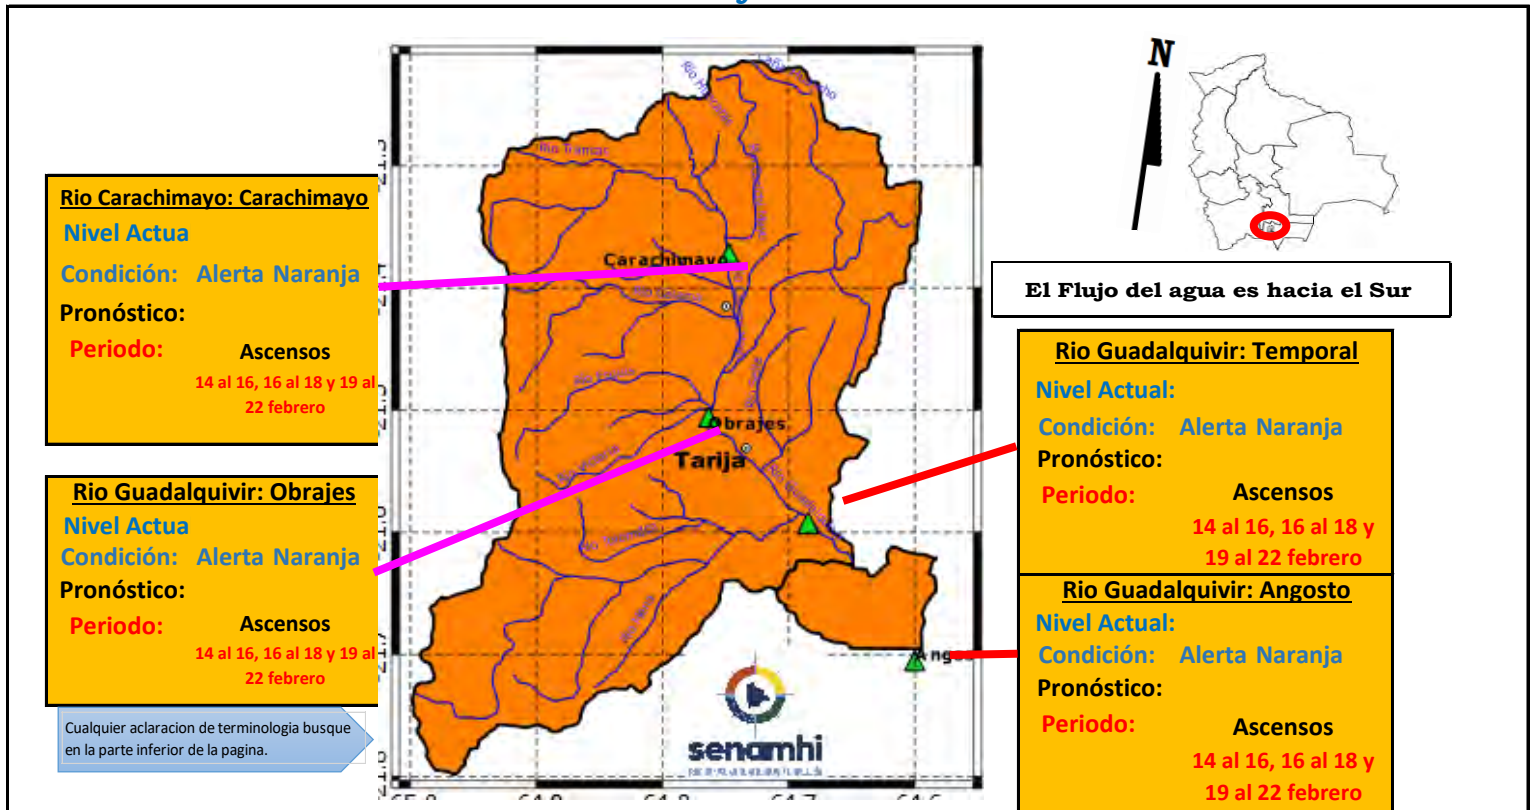 N
El Flujo del agua es hacia el Sur
Rio Carachimayo: Carachimayo
Nivel Actua
Condición: Alerta Naranja
Pronóstico:
Periodo: Ascensos
14 al 16, 16 al 18 y 19 al
22 febrero
Rio Guadalquivir: Obrajes
Nivel Actua
Condición: Alerta Naranja
Pronóstico:
Periodo: Ascensos
14 al 16, 16 al 18 y 19 al
22 febrero
Cualquier aclaracion de terminologia busque
en la parte inferior de la pagina.
Carachimayo
Obrajes
Tarija
senamhi
Rio Guadalquivir: Temporal
Nivel Actual:
Condición: Alerta Naranja
Pronóstico:
Periodo: Ascensos
14 al 16, 16 al 18 y
19 al 22 febrero
Rio Guadalquivir: Angosto
Nivel Actual:
Condición: Alerta Naranja
Pronóstico:
Periodo: Ascensos
14 al 16, 16 al 18 y
19 al 22 febrero